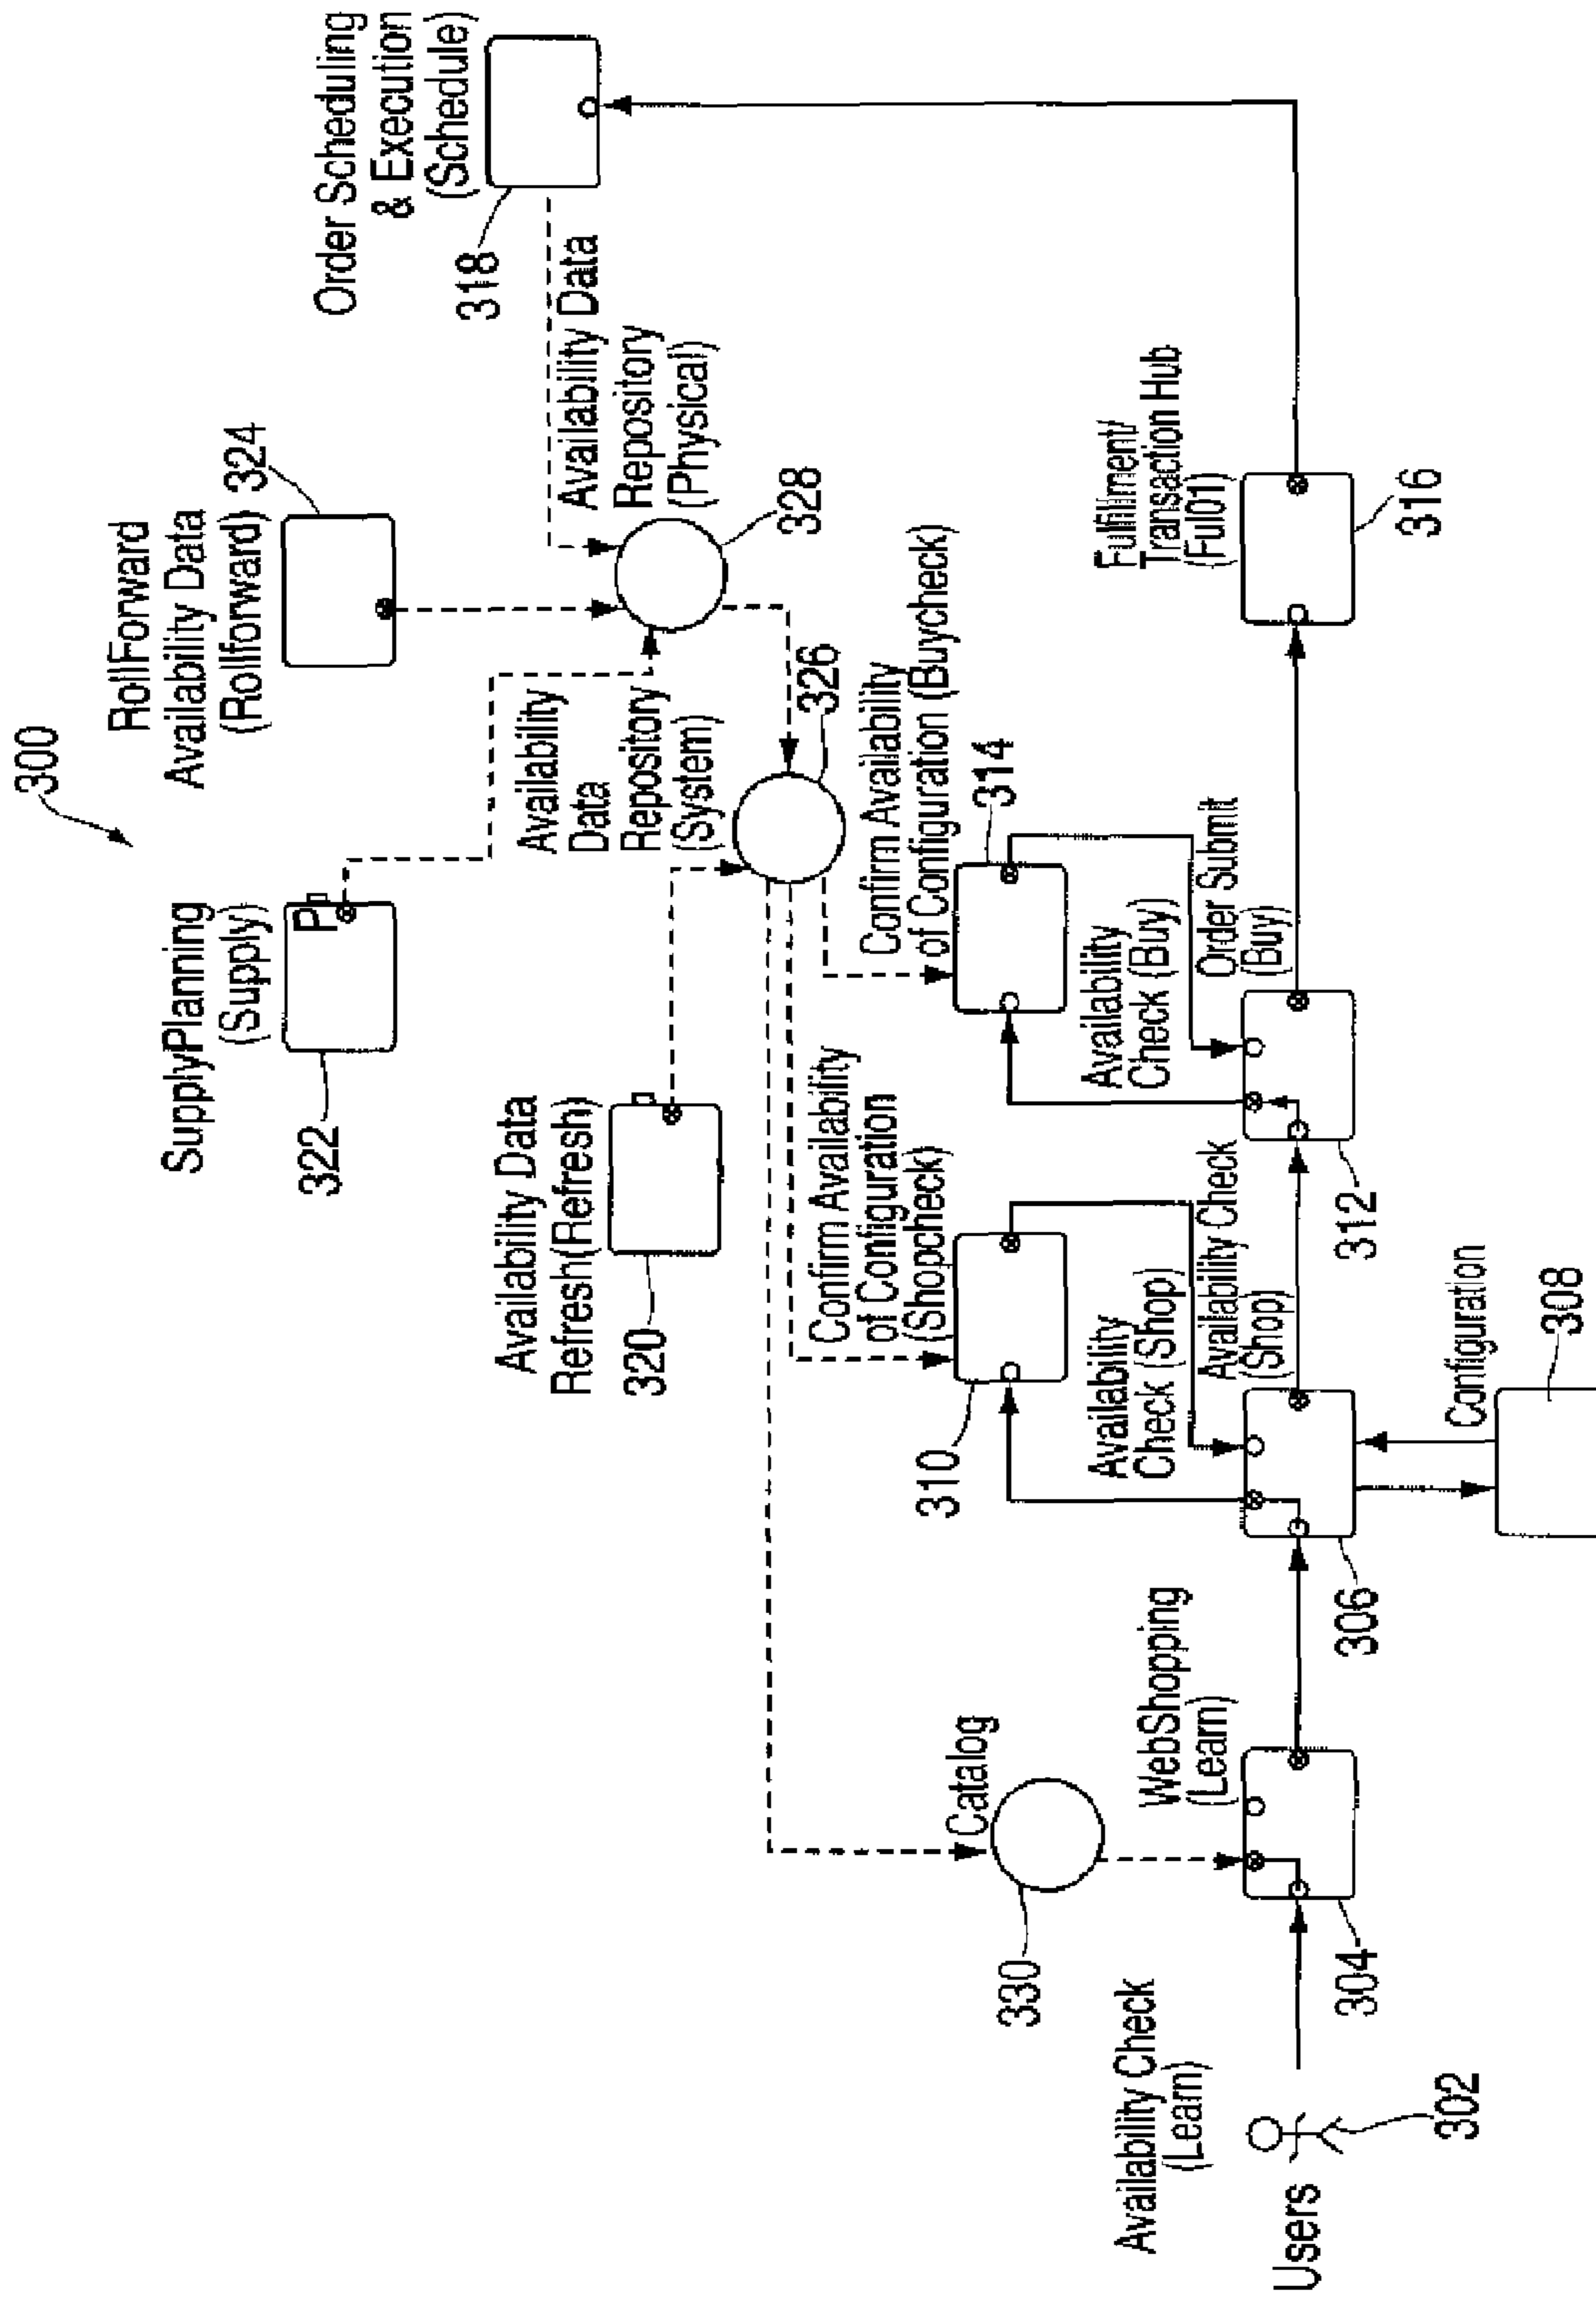 300
SupplyPlanning
(Supply)
P
322
RollForward
Availability Data
(Rollforward)
324
Order Scheduling
& Execution
(Schedule)
318
Availability Data
Refresh(Refresh)
320
Availability
Data
Repository
(System)
326
Availability Data
Repository
(Physical)
328
Catalog
330
Confirm Availability
of Configuration
(Shopcheck)
310
Confirm Availability
of Configuration (Buycheck)
314
Availability Check
(Learn)
Users
302
WebShopping
(Learn)
304
Availability
Check (Shop)
306
Availability Check
(Shop)
Configuration
308
Availability
Check (Buy)
312
Order Submit
(Buy)
Fulfillment/
Transaction Hub
(Ful01)
316